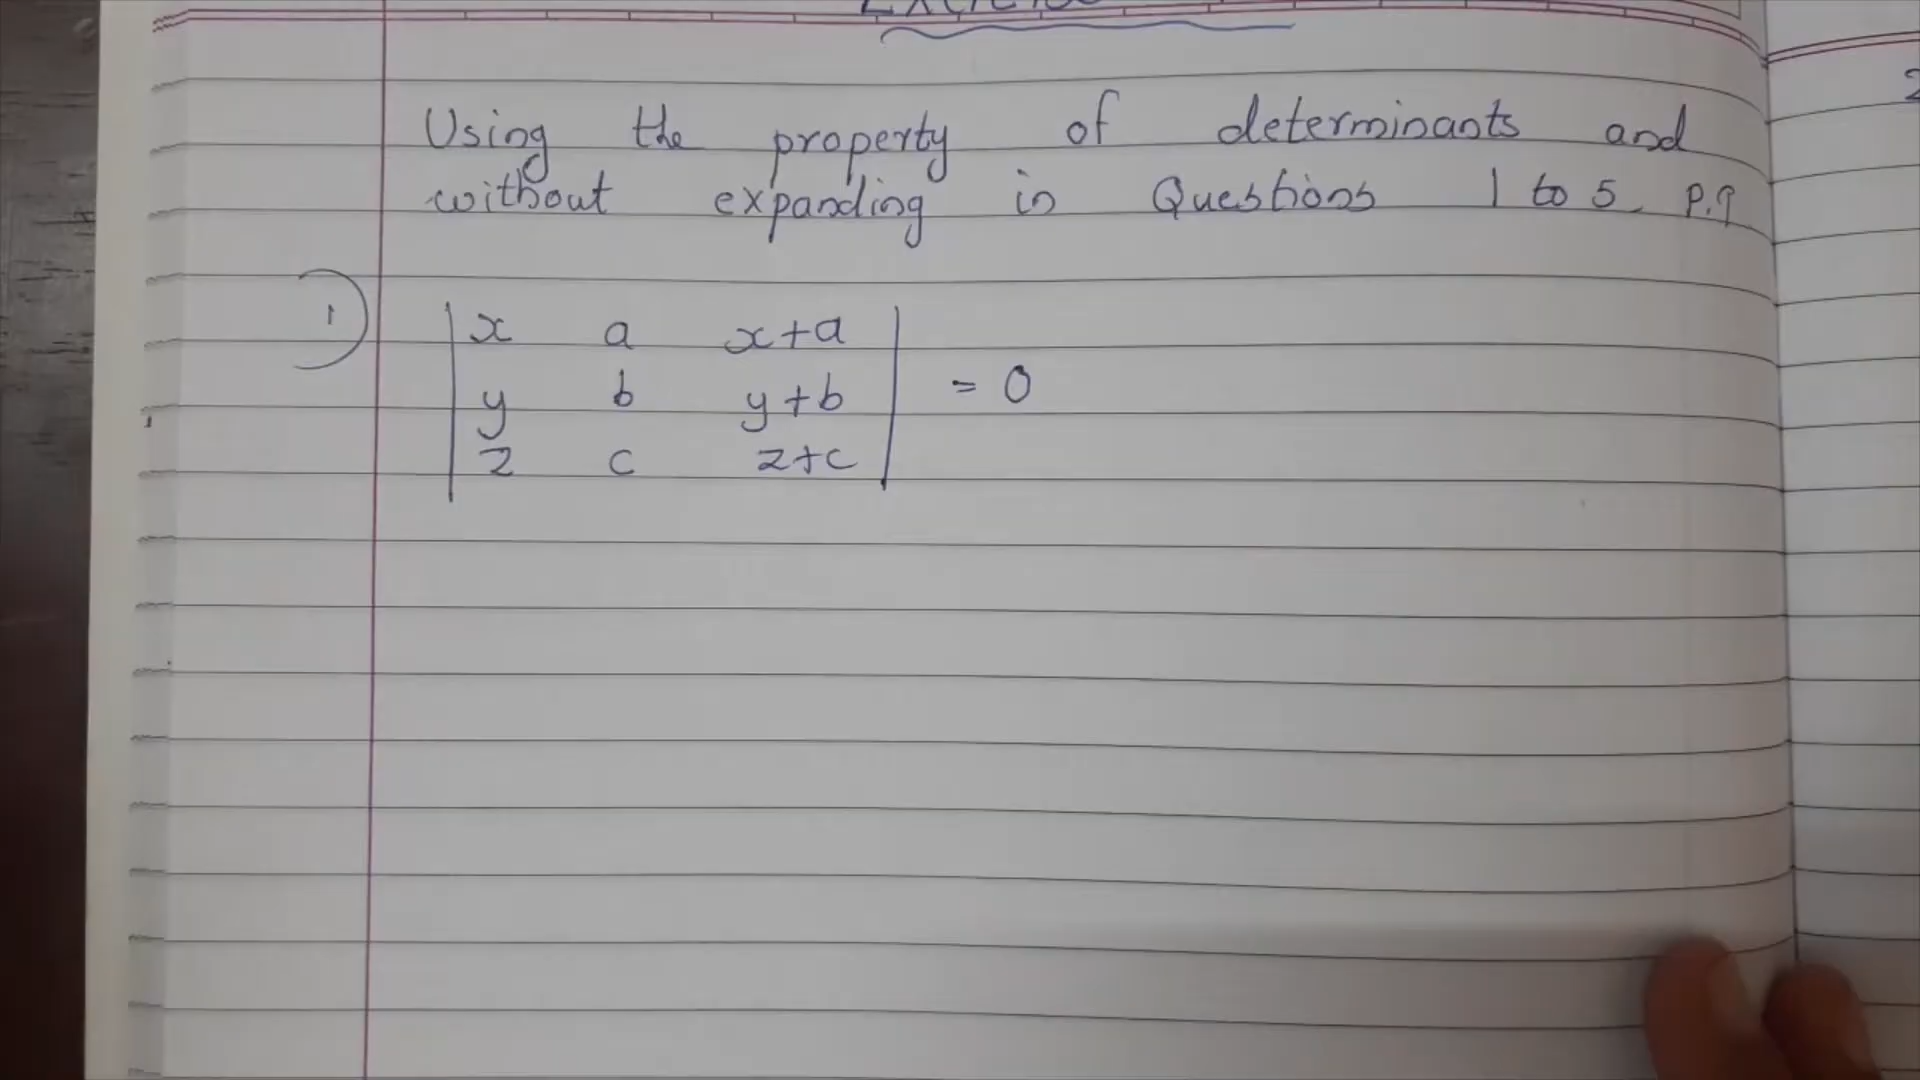 Using the property of determinants and
without expanding in Questions 1 to 5 p.q
1) | x a x+a |
| y b y+b | = 0
| z c z+c |